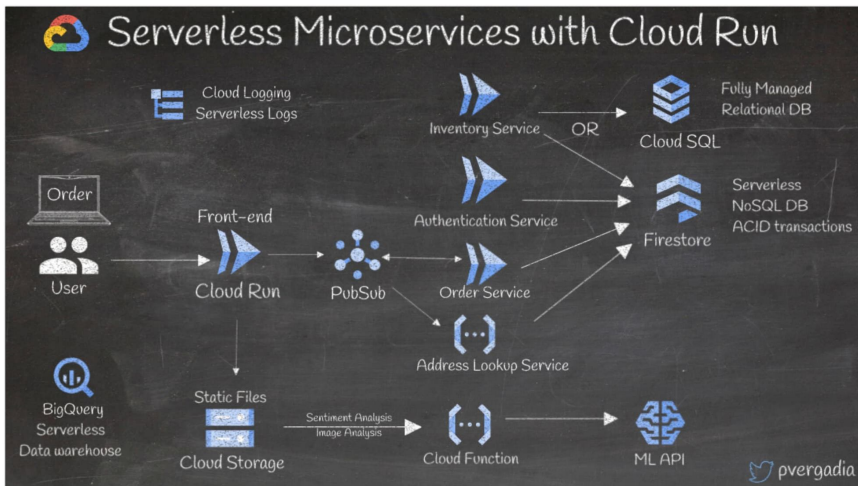 Serverless Microservices with Cloud Run
Cloud Logging
Serverless Logs
Inventory Service
OR
Cloud SQL
Fully Managed
Relational DB
Order
User
Front-end
Cloud Run
PubSub
Authentication Service
Order Service
Address Lookup Service
Firestore
Serverless
NoSQL DB
ACID transactions
BigQuery
Serverless
Data warehouse
Static Files
Cloud Storage
Sentiment Analysis
Image Analysis
Cloud Function
ML API
pvergadia